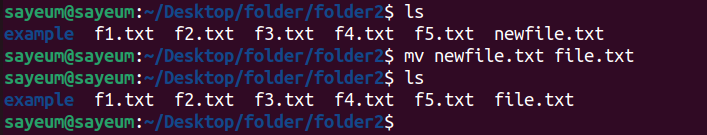 sayeum@sayeum:~/Desktop/folder/folder2$ ls
example  f1.txt  f2.txt  f3.txt  f4.txt  f5.txt  newfile.txt
sayeum@sayeum:~/Desktop/folder/folder2$ mv newfile.txt file.txt
sayeum@sayeum:~/Desktop/folder/folder2$ ls
example  f1.txt  f2.txt  f3.txt  f4.txt  f5.txt  file.txt
sayeum@sayeum:~/Desktop/folder/folder2$